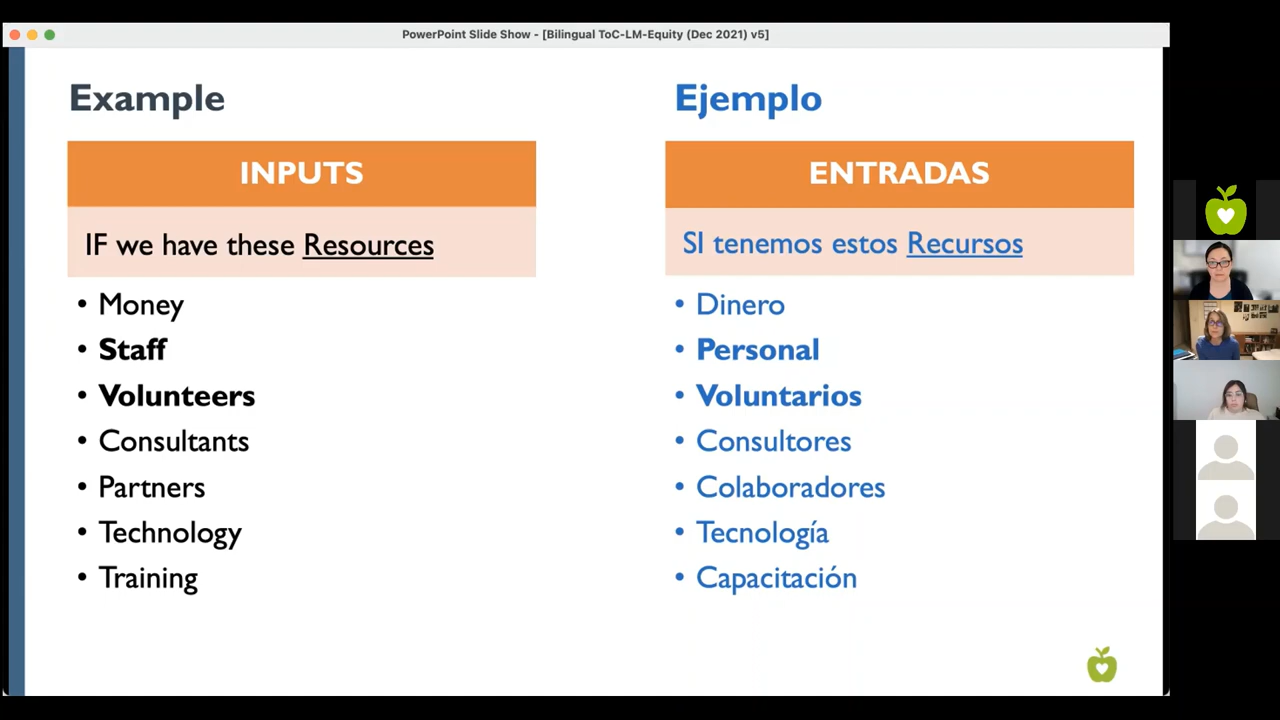 PowerPoint Slide Show - [Bilingual ToC-LM-Equity (Dec 2021) v5]
Example
INPUTS
IF we have these Resources
• Money
• Staff
• Volunteers
• Consultants
• Partners
• Technology
• Training
Ejemplo
ENTRADAS
SI tenemos estos Recursos
• Dinero
• Personal
• Voluntarios
• Consultores
• Colaboradores
• Tecnología
• Capacitación